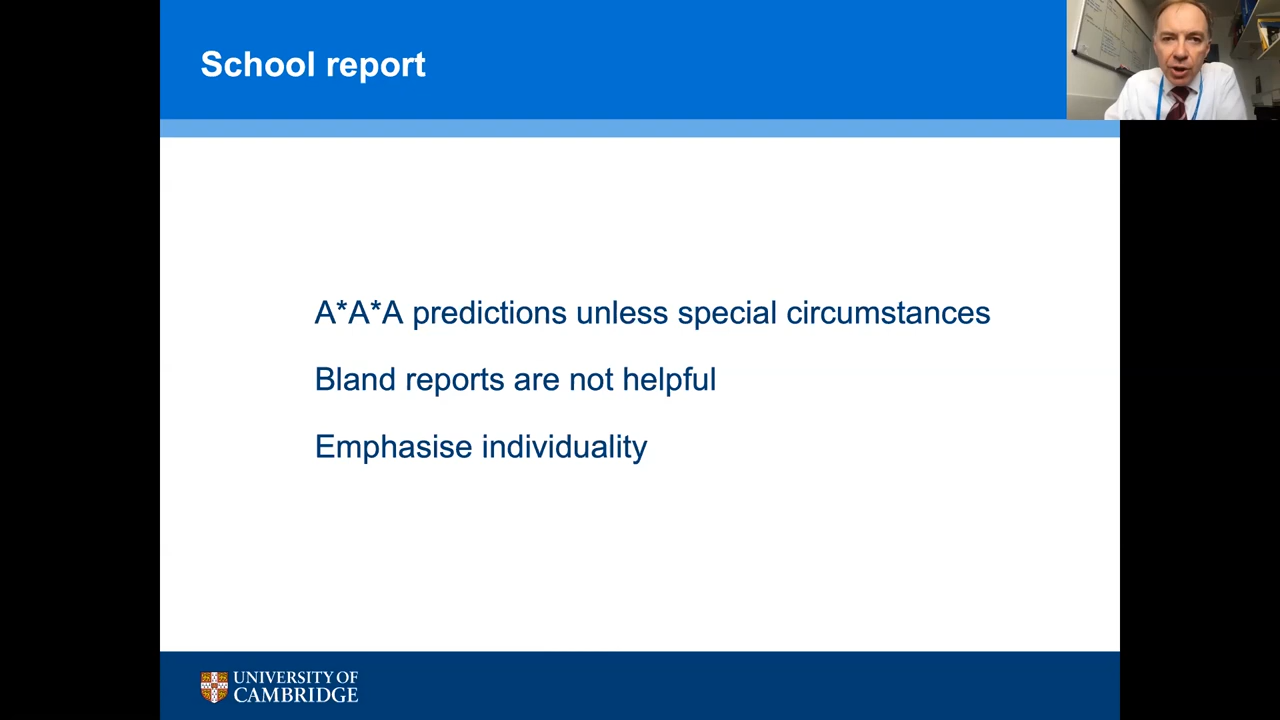 School report
A*A*A predictions unless special circumstances
Bland reports are not helpful
Emphasise individuality
UNIVERSITY OF
CAMBRIDGE